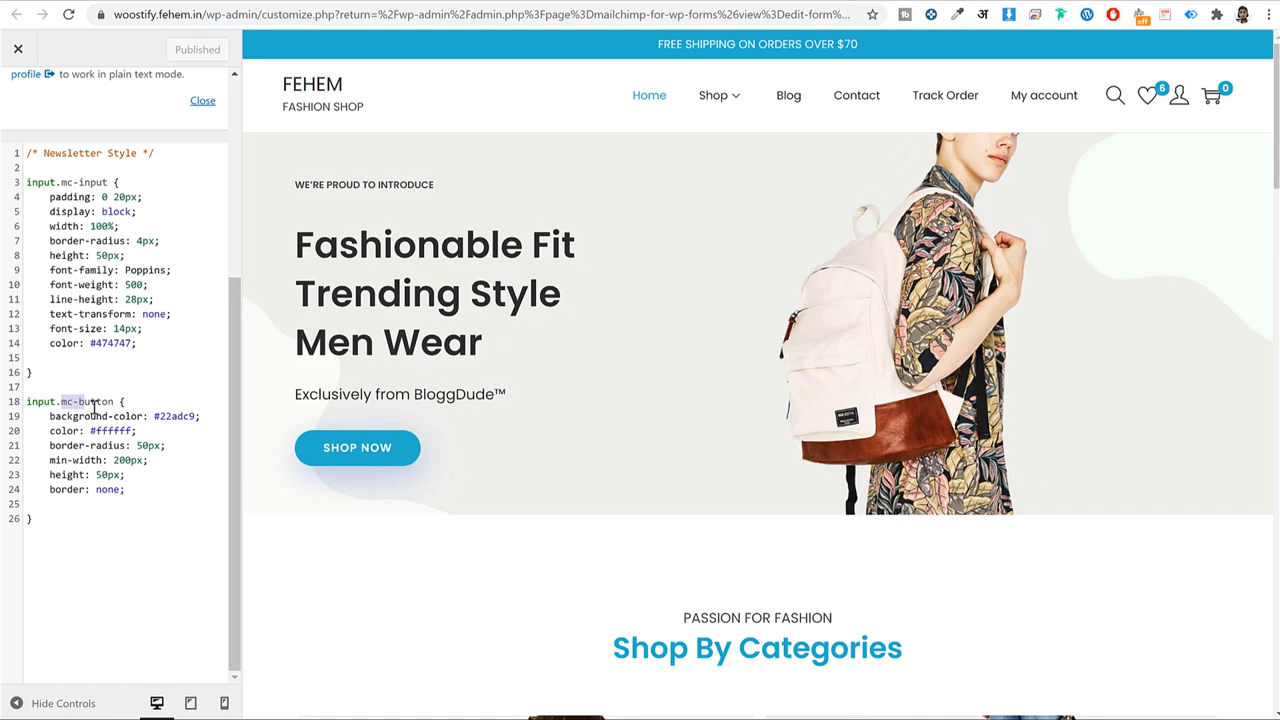 woostify.fehem.in/wp-admin/customize.php?return=%2Fwp-admin%2Fadmin.php%3Fpage%3Dmailchimp-for-wp-forms%26view%3Dedit-form%...
अ
off
Published
profile to work in plain text mode.
Close
1 /* Newsletter Style */
2
3 input.mc-input {
4 padding: 0 20px;
5 display: block;
6 width: 100%;
7 border-radius: 4px;
8 height: 50px;
9 font-family: Poppins;
10 font-weight: 500;
11 line-height: 28px;
12 text-transform: none;
13 font-size: 14px;
14 color: #474747;
15
16 }
17
18 input.mc-button {
19 background-color: #22adc9;
20 color: #ffffff;
21 border-radius: 50px;
22 min-width: 200px;
23 height: 50px;
24 border: none;
25
26 }
Hide Controls
FREE SHIPPING ON ORDERS OVER $70
FEHEM
FASHION SHOP
Home Shop Blog Contact Track Order My account 6 0
WE'RE PROUD TO INTRODUCE
Fashionable Fit
Trending Style
Men Wear
Exclusively from BloggDude™
SHOP NOW
PASSION FOR FASHION
Shop By Categories